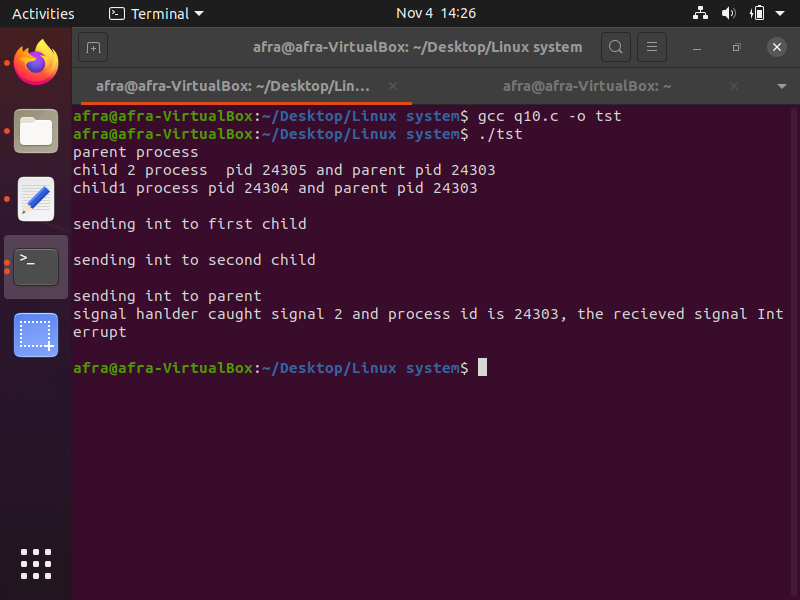 Activities
Terminal
Nov 4 14:26
afra@afra-VirtualBox: ~/Desktop/Linux system
afra@afra-VirtualBox: ~/Desktop/Lin...
afra@afra-VirtualBox: ~
afra@afra-VirtualBox:~/Desktop/Linux system$ gcc q10.c -o tst
afra@afra-VirtualBox:~/Desktop/Linux system$ ./tst
parent process
child 2 process  pid 24305 and parent pid 24303
child1 process pid 24304 and parent pid 24303
sending int to first child
sending int to second child
sending int to parent
signal hanlder caught signal 2 and process id is 24303, the recieved signal Int
errupt
afra@afra-VirtualBox:~/Desktop/Linux system$